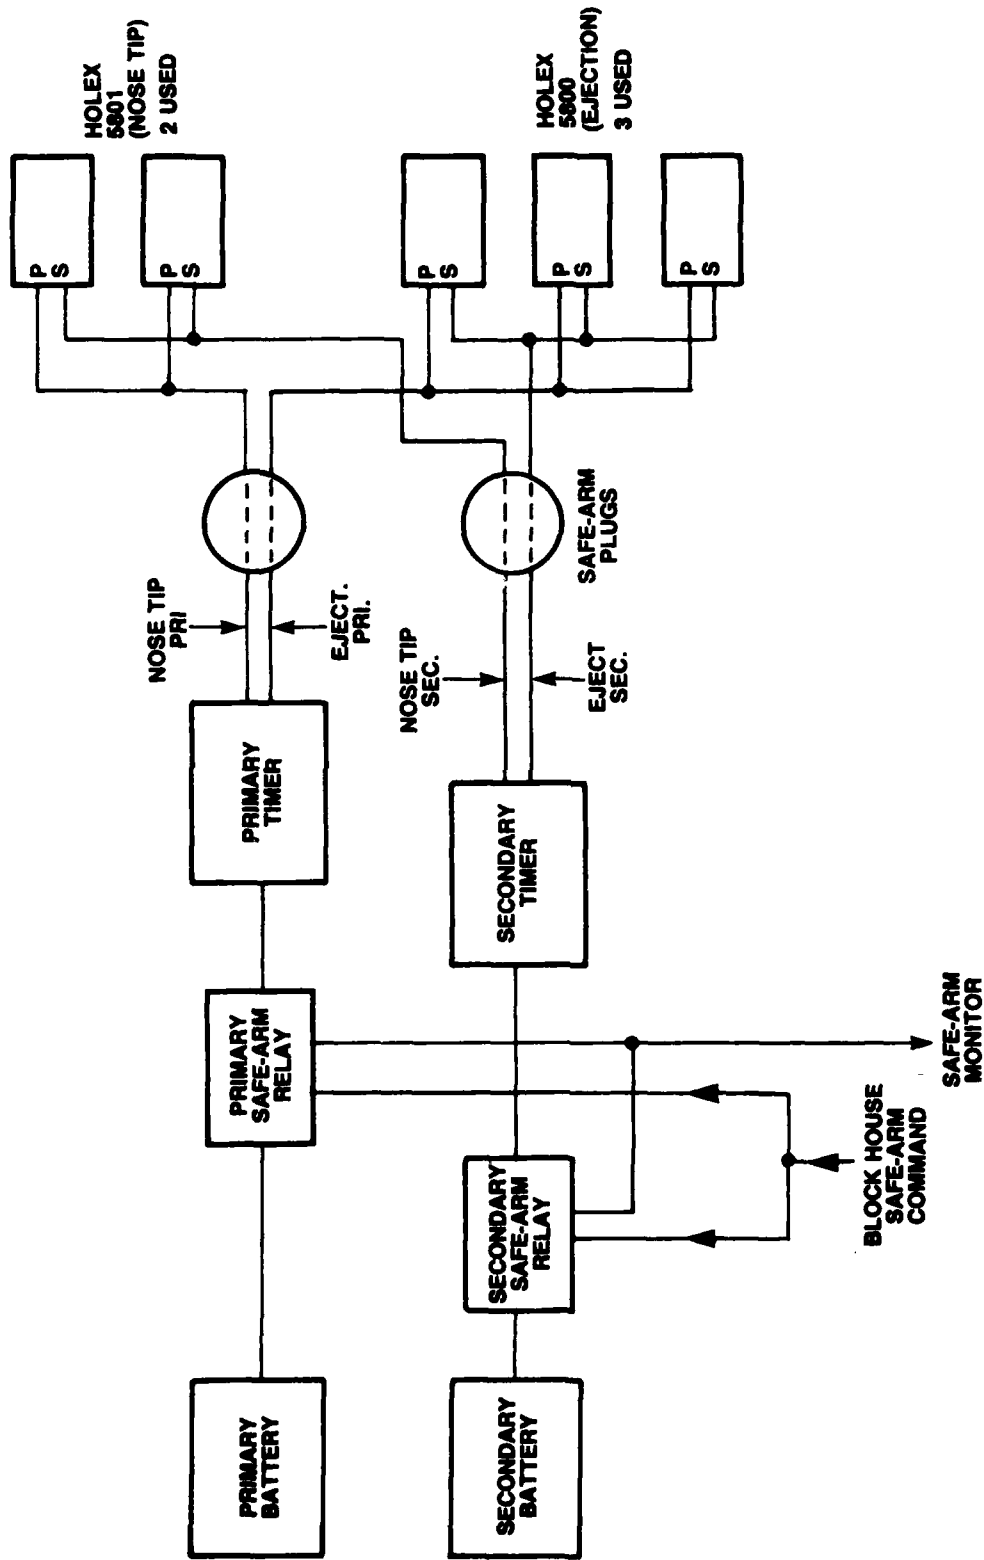 PRIMARY
BATTERY
PRIMARY
SAFE-ARM
RELAY
PRIMARY
TIMER
NOSE TIP
PRI
EJECT.
PRI.
P
S
P
S
HOLEX
5801
(NOSE TIP)
2 USED
SECONDARY
BATTERY
SECONDARY
SAFE-ARM
RELAY
SECONDARY
TIMER
NOSE TIP
SEC.
EJECT
SEC.
SAFE-ARM
PLUGS
P
S
P
S
P
S
HOLEX
5800
(EJECTION)
3 USED
BLOCK HOUSE
SAFE-ARM
COMMAND
SAFE-ARM
MONITOR